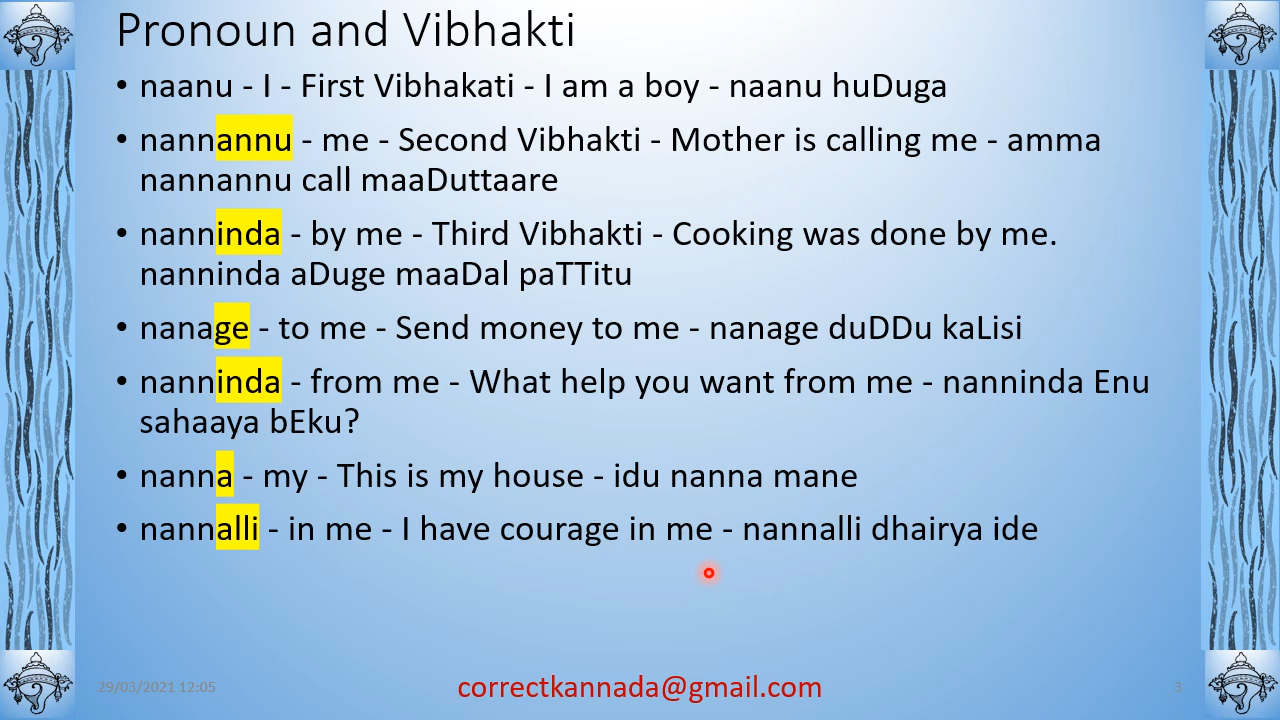 Pronoun and Vibhakti
• naanu - I - First Vibhakati - I am a boy - naanu huDuga
• nannannu - me - Second Vibhakti - Mother is calling me - amma
nannannu call maaDuttaare
• nanninda - by me - Third Vibhakti - Cooking was done by me.
nanninda aDuge maaDal paTTitu
• nanage - to me - Send money to me - nanage duDDu kaLisi
• nanninda - from me - What help you want from me - nanninda Enu
sahaaya bEku?
• nanna - my - This is my house - idu nanna mane
• nannalli - in me - I have courage in me - nannalli dhairya ide
29/03/2021 12:05
correctkannada@gmail.com
3